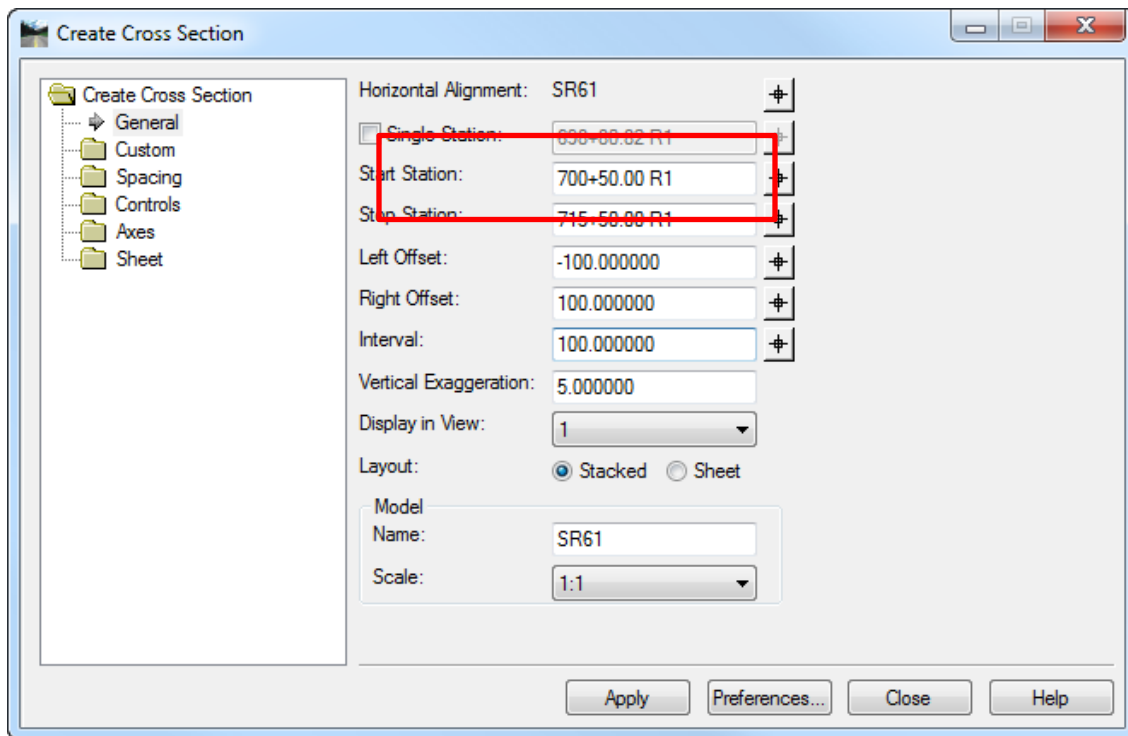 Create Cross Section
Create Cross Section
General
Custom
Spacing
Controls
Axes
Sheet
Horizontal Alignment: SR61
Single Station:
Start Station: 700+50.00 R1
Stop Station: 715+50.00 R1
Left Offset: -100.000000
Right Offset: 100.000000
Interval: 100.000000
Vertical Exaggeration: 5.000000
Display in View: 1
Layout: Stacked Sheet
Model
Name: SR61
Scale: 1:1
Apply Preferences... Close Help